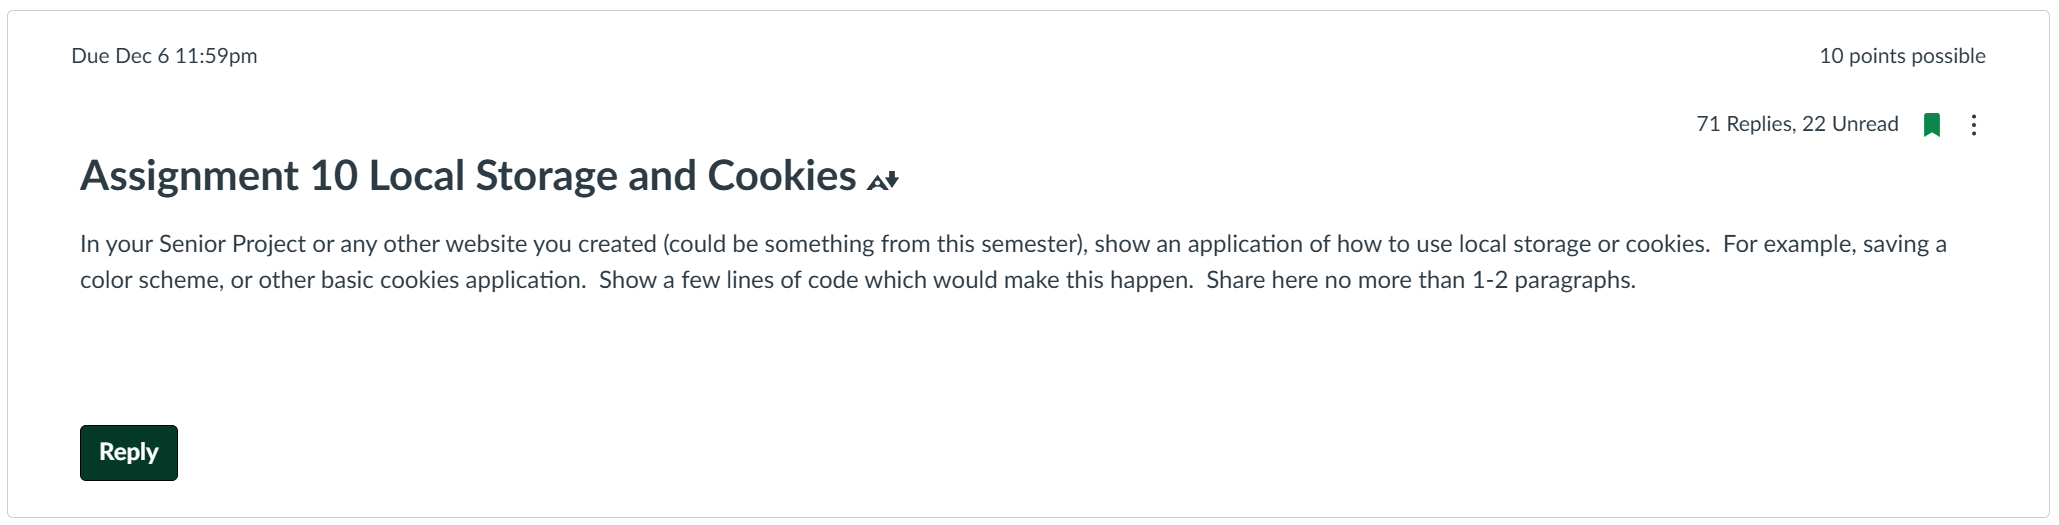 Due Dec 6 11:59pm
10 points possible
71 Replies, 22 Unread
Assignment 10 Local Storage and Cookies
In your Senior Project or any other website you created (could be something from this semester), show an application of how to use local storage or cookies.  For example, saving a
color scheme, or other basic cookies application.  Show a few lines of code which would make this happen.  Share here no more than 1-2 paragraphs.
Reply